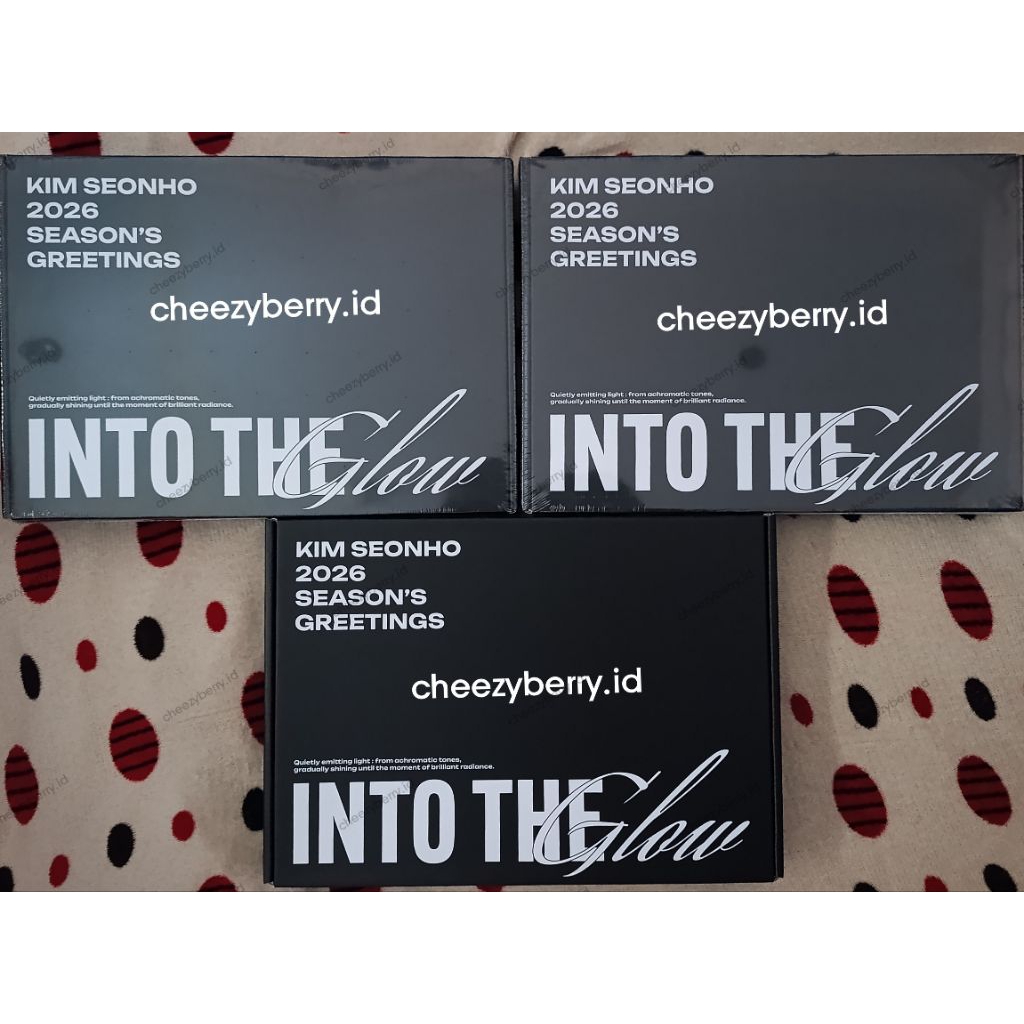 KIM SEONHO
2026
SEASON'S
GREETINGS
cheezyberry.id
Quietly emitting light : from achromatic tones,
gradually shining until the moment of brilliant radiance.
INTO THE Glow
KIM SEONHO
2026
SEASON'S
GREETINGS
cheezyberry.id
Quietly emitting light : from achromatic tones,
gradually shining until the moment of brilliant radiance.
INTO THE Glow
KIM SEONHO
2026
SEASON'S
GREETINGS
cheezyberry.id
Quietly emitting light : from achromatic tones,
gradually shining until the moment of brilliant radiance.
INTO THE Glow